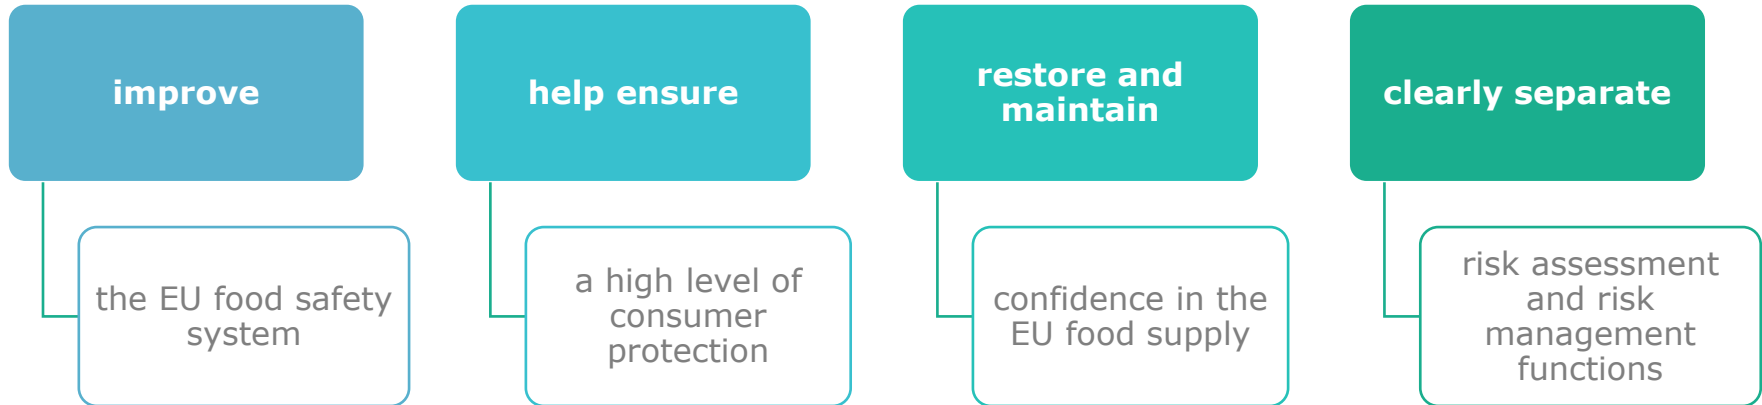 improve
the EU food safety
system
help ensure
a high level of
consumer
protection
restore and
maintain
confidence in the
EU food supply
clearly separate
risk assessment
and risk
management
functions